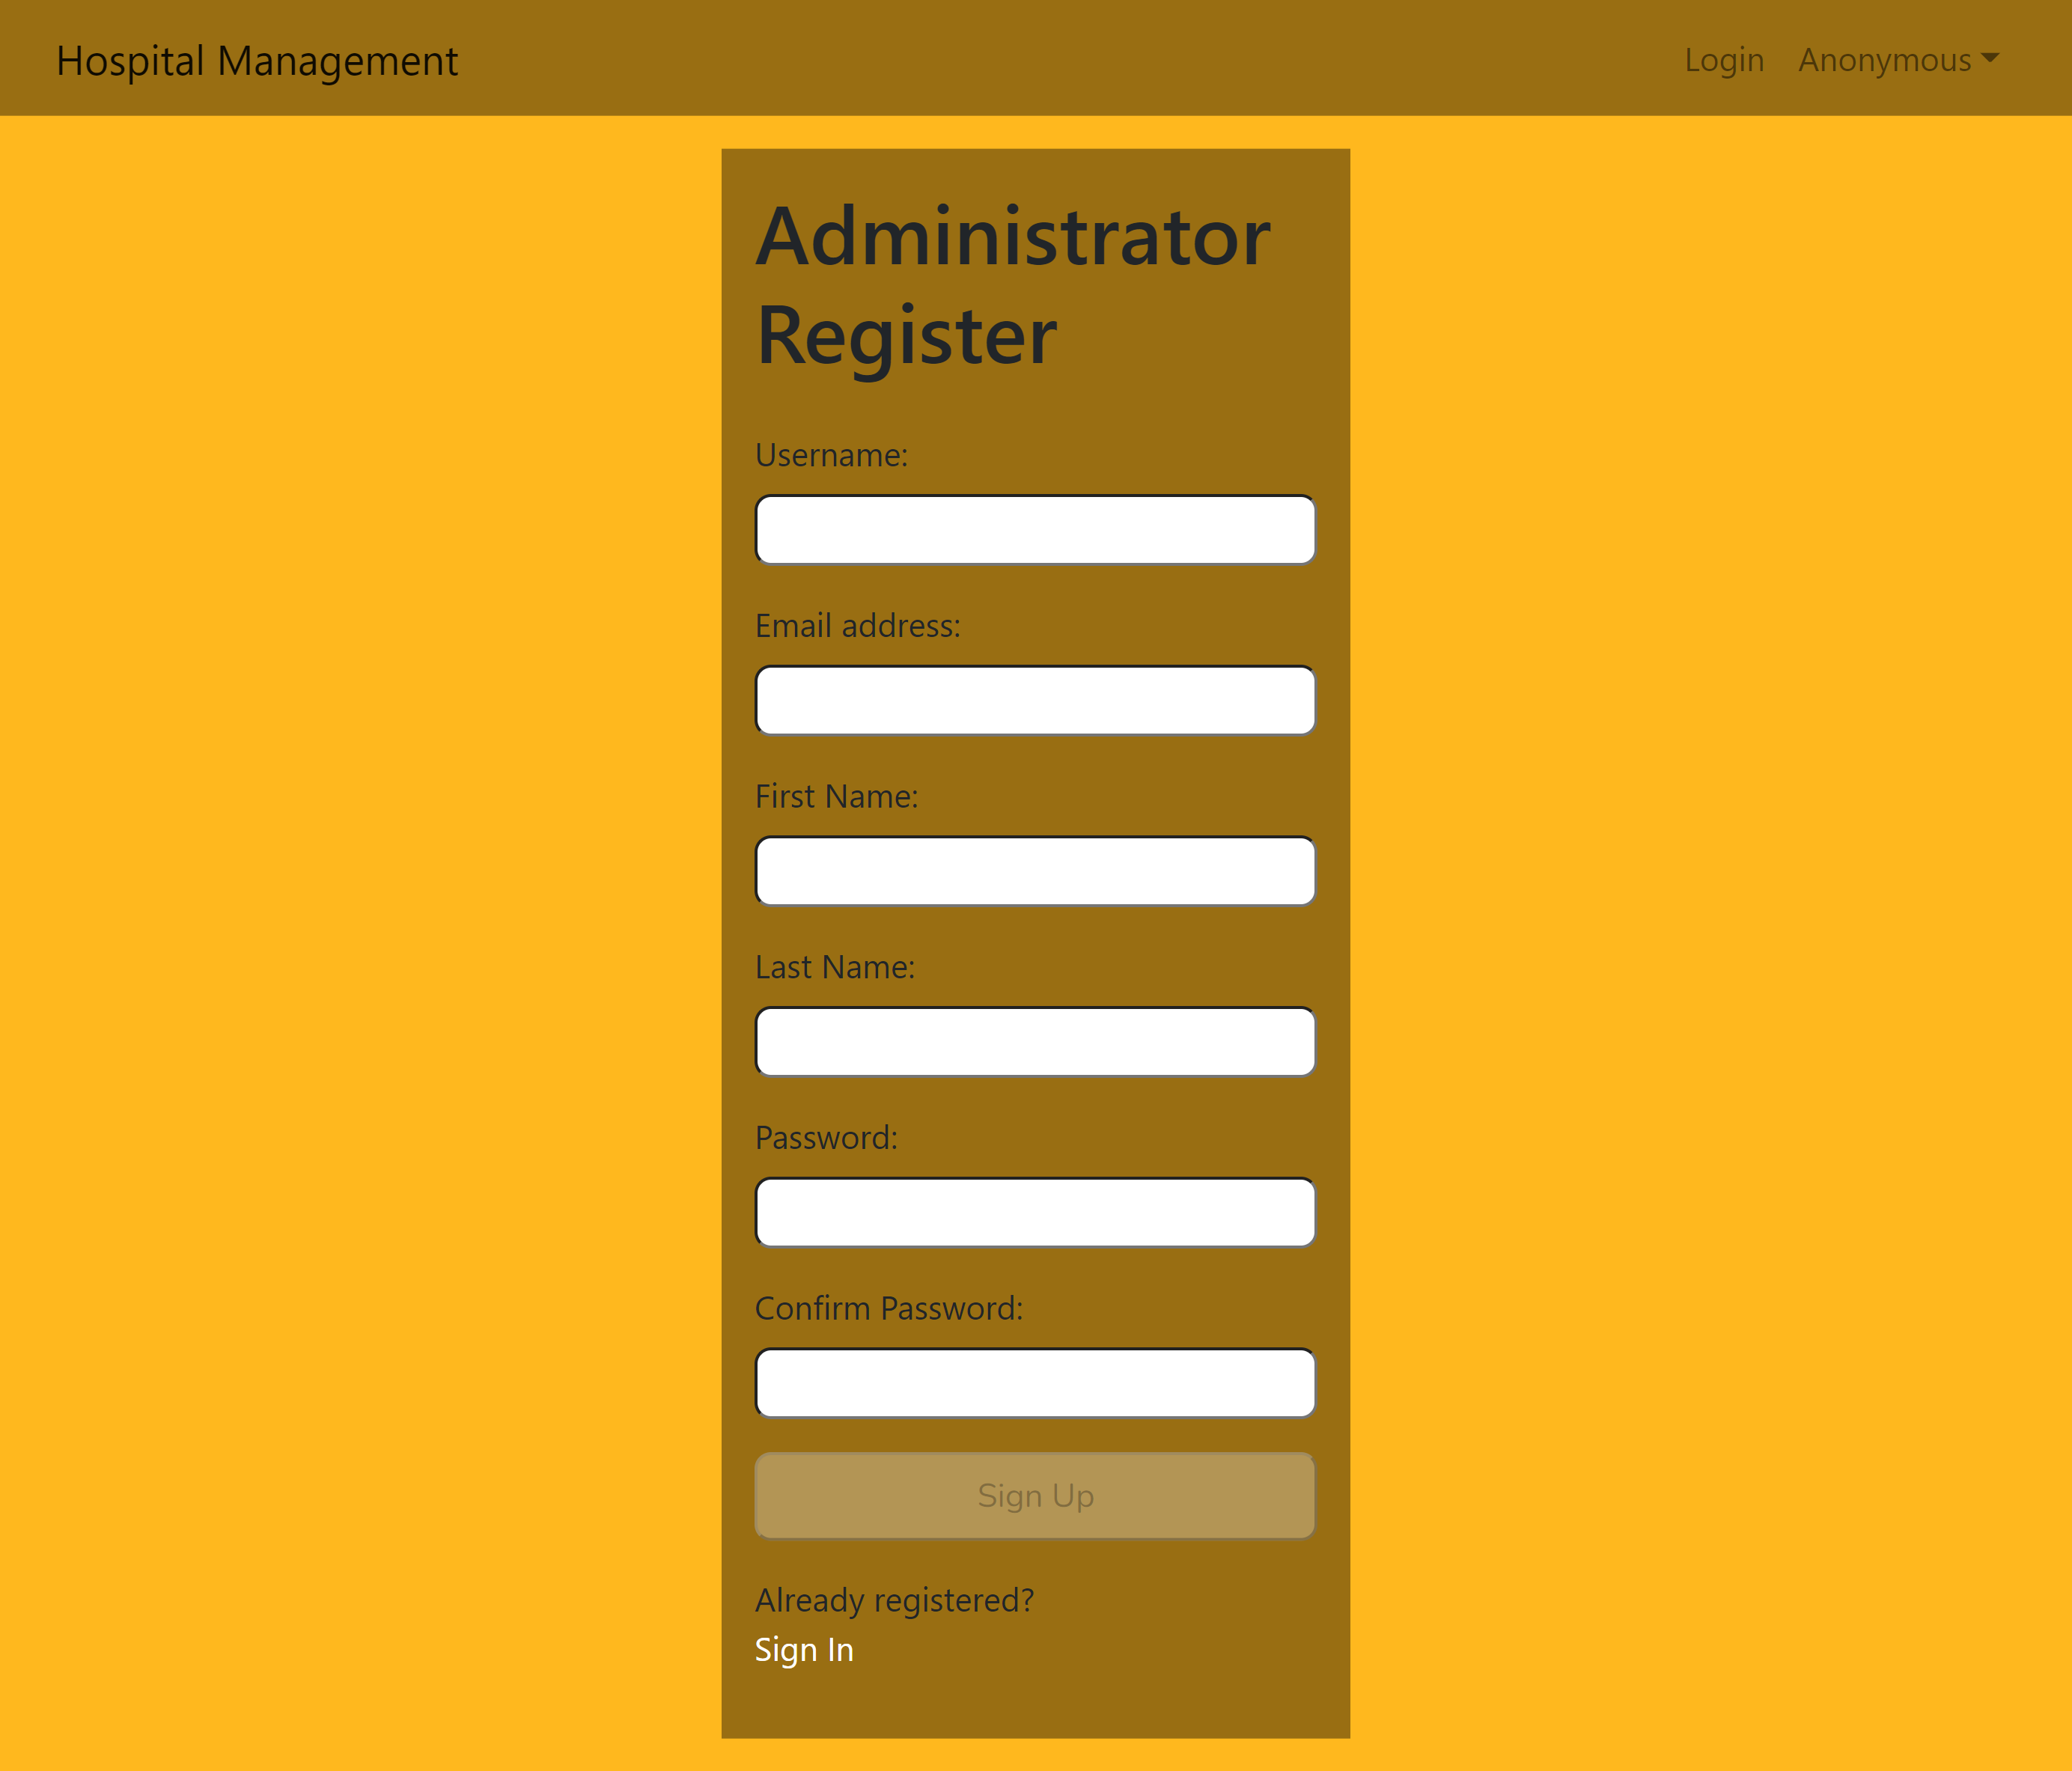 Hospital Management
Login Anonymous
Administrator
Register
Username:
Email address:
First Name:
Last Name:
Password:
Confirm Password:
Sign Up
Already registered?
Sign In